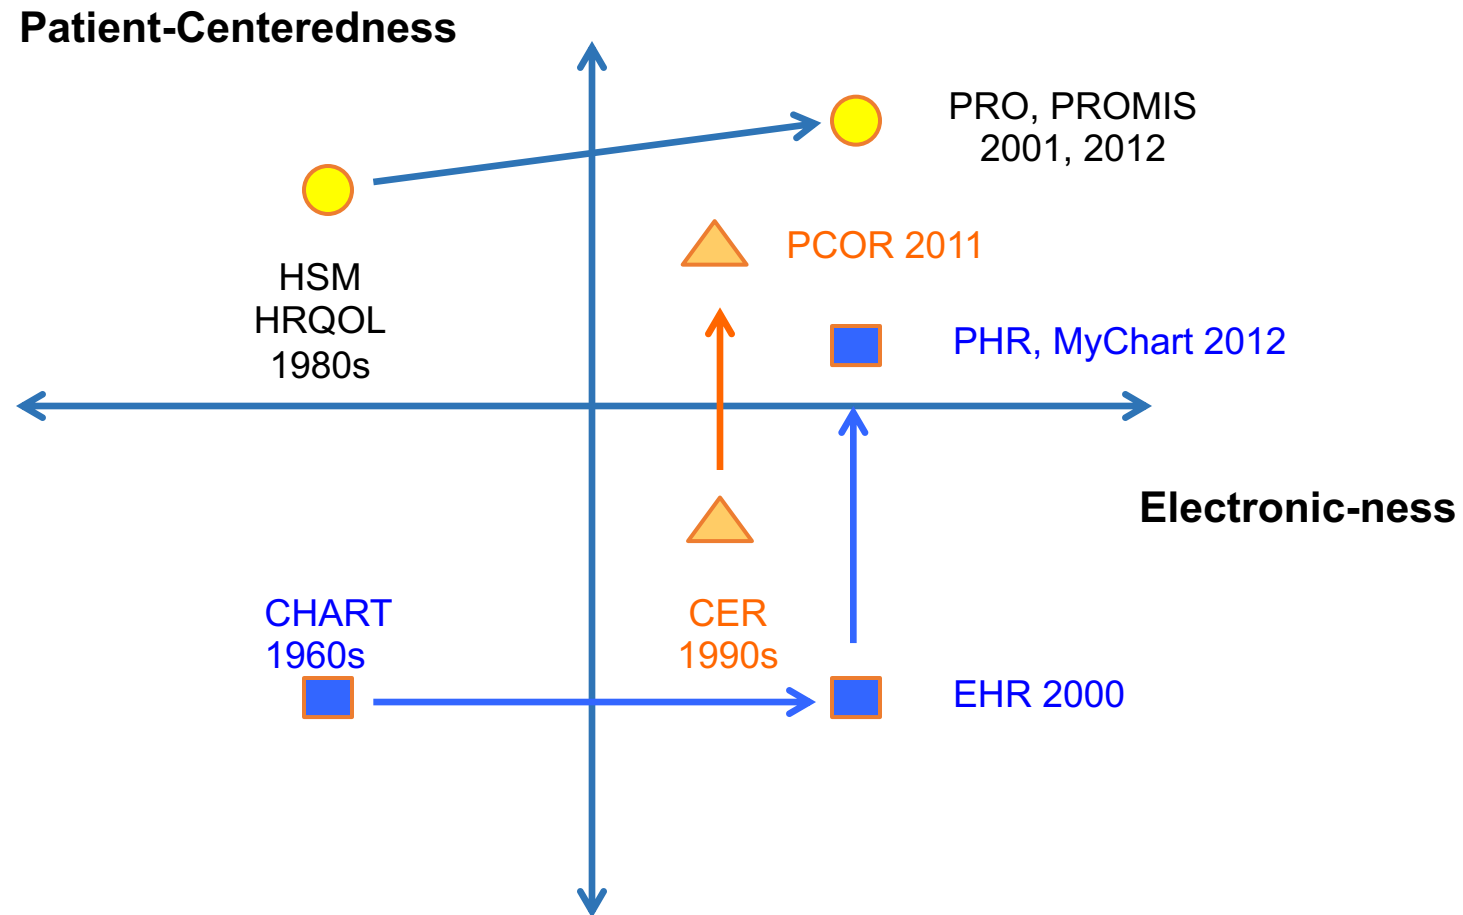 Patient-Centeredness
PRO, PROMIS
2001, 2012
PCOR 2011
HSM
HRQOL
1980s
PHR, MyChart 2012
Electronic-ness
CHART
1960s
CER
1990s
EHR 2000